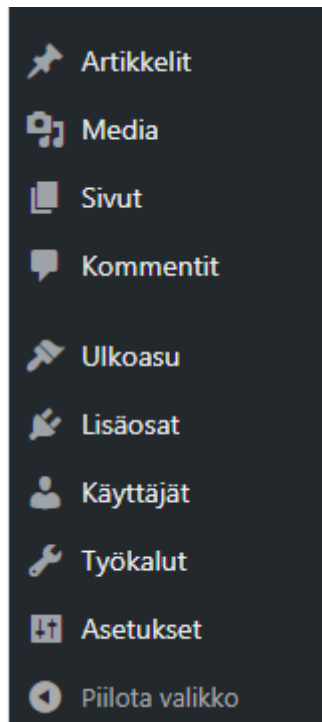 Artikkelit
Media
Sivut
Kommentit
Ulkoasu
Lisäosat
Käyttäjät
Työkalut
Asetukset
Piilota valikko